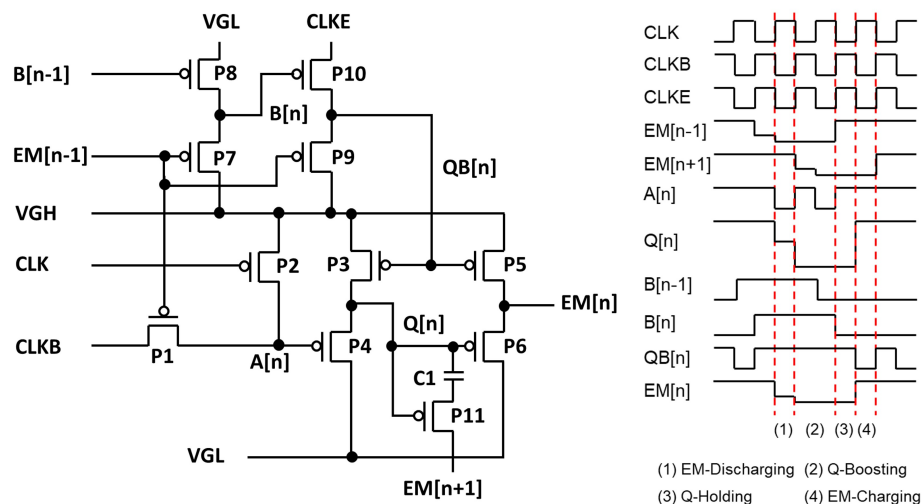 VGL
CLKE
B[n-1]
P8
P10
B[n]
EM[n-1]
P7
P9
QB[n]
VGH
CLK
P2
P3
P5
EM[n]
CLKB
P1
A[n]
P4
Q[n]
P6
C1
P11
VGL
EM[n+1]
CLK
CLKB
CLKE
EM[n-1]
EM[n+1]
A[n]
Q[n]
B[n-1]
B[n]
QB[n]
EM[n]
(1) (2) (3) (4)
(1) EM-Discharging (2) Q-Boosting
(3) Q-Holding (4) EM-Charging